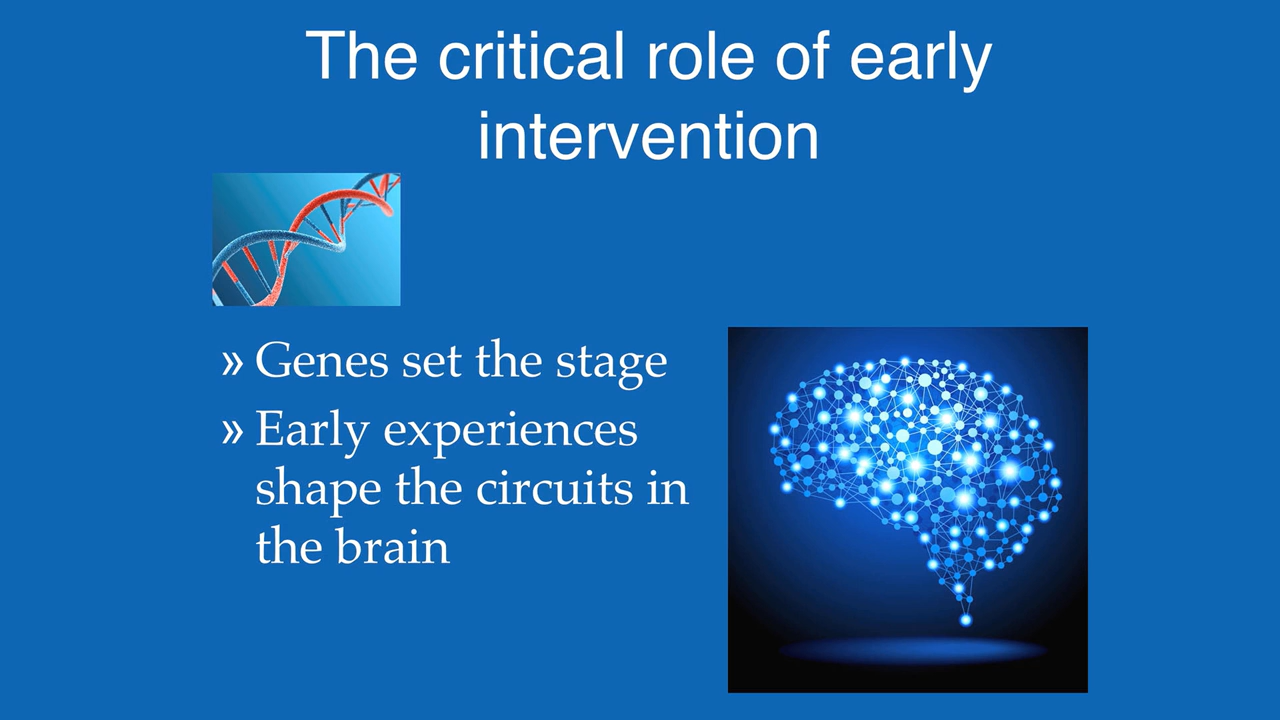 The critical role of early
intervention
» Genes set the stage
» Early experiences
shape the circuits in
the brain